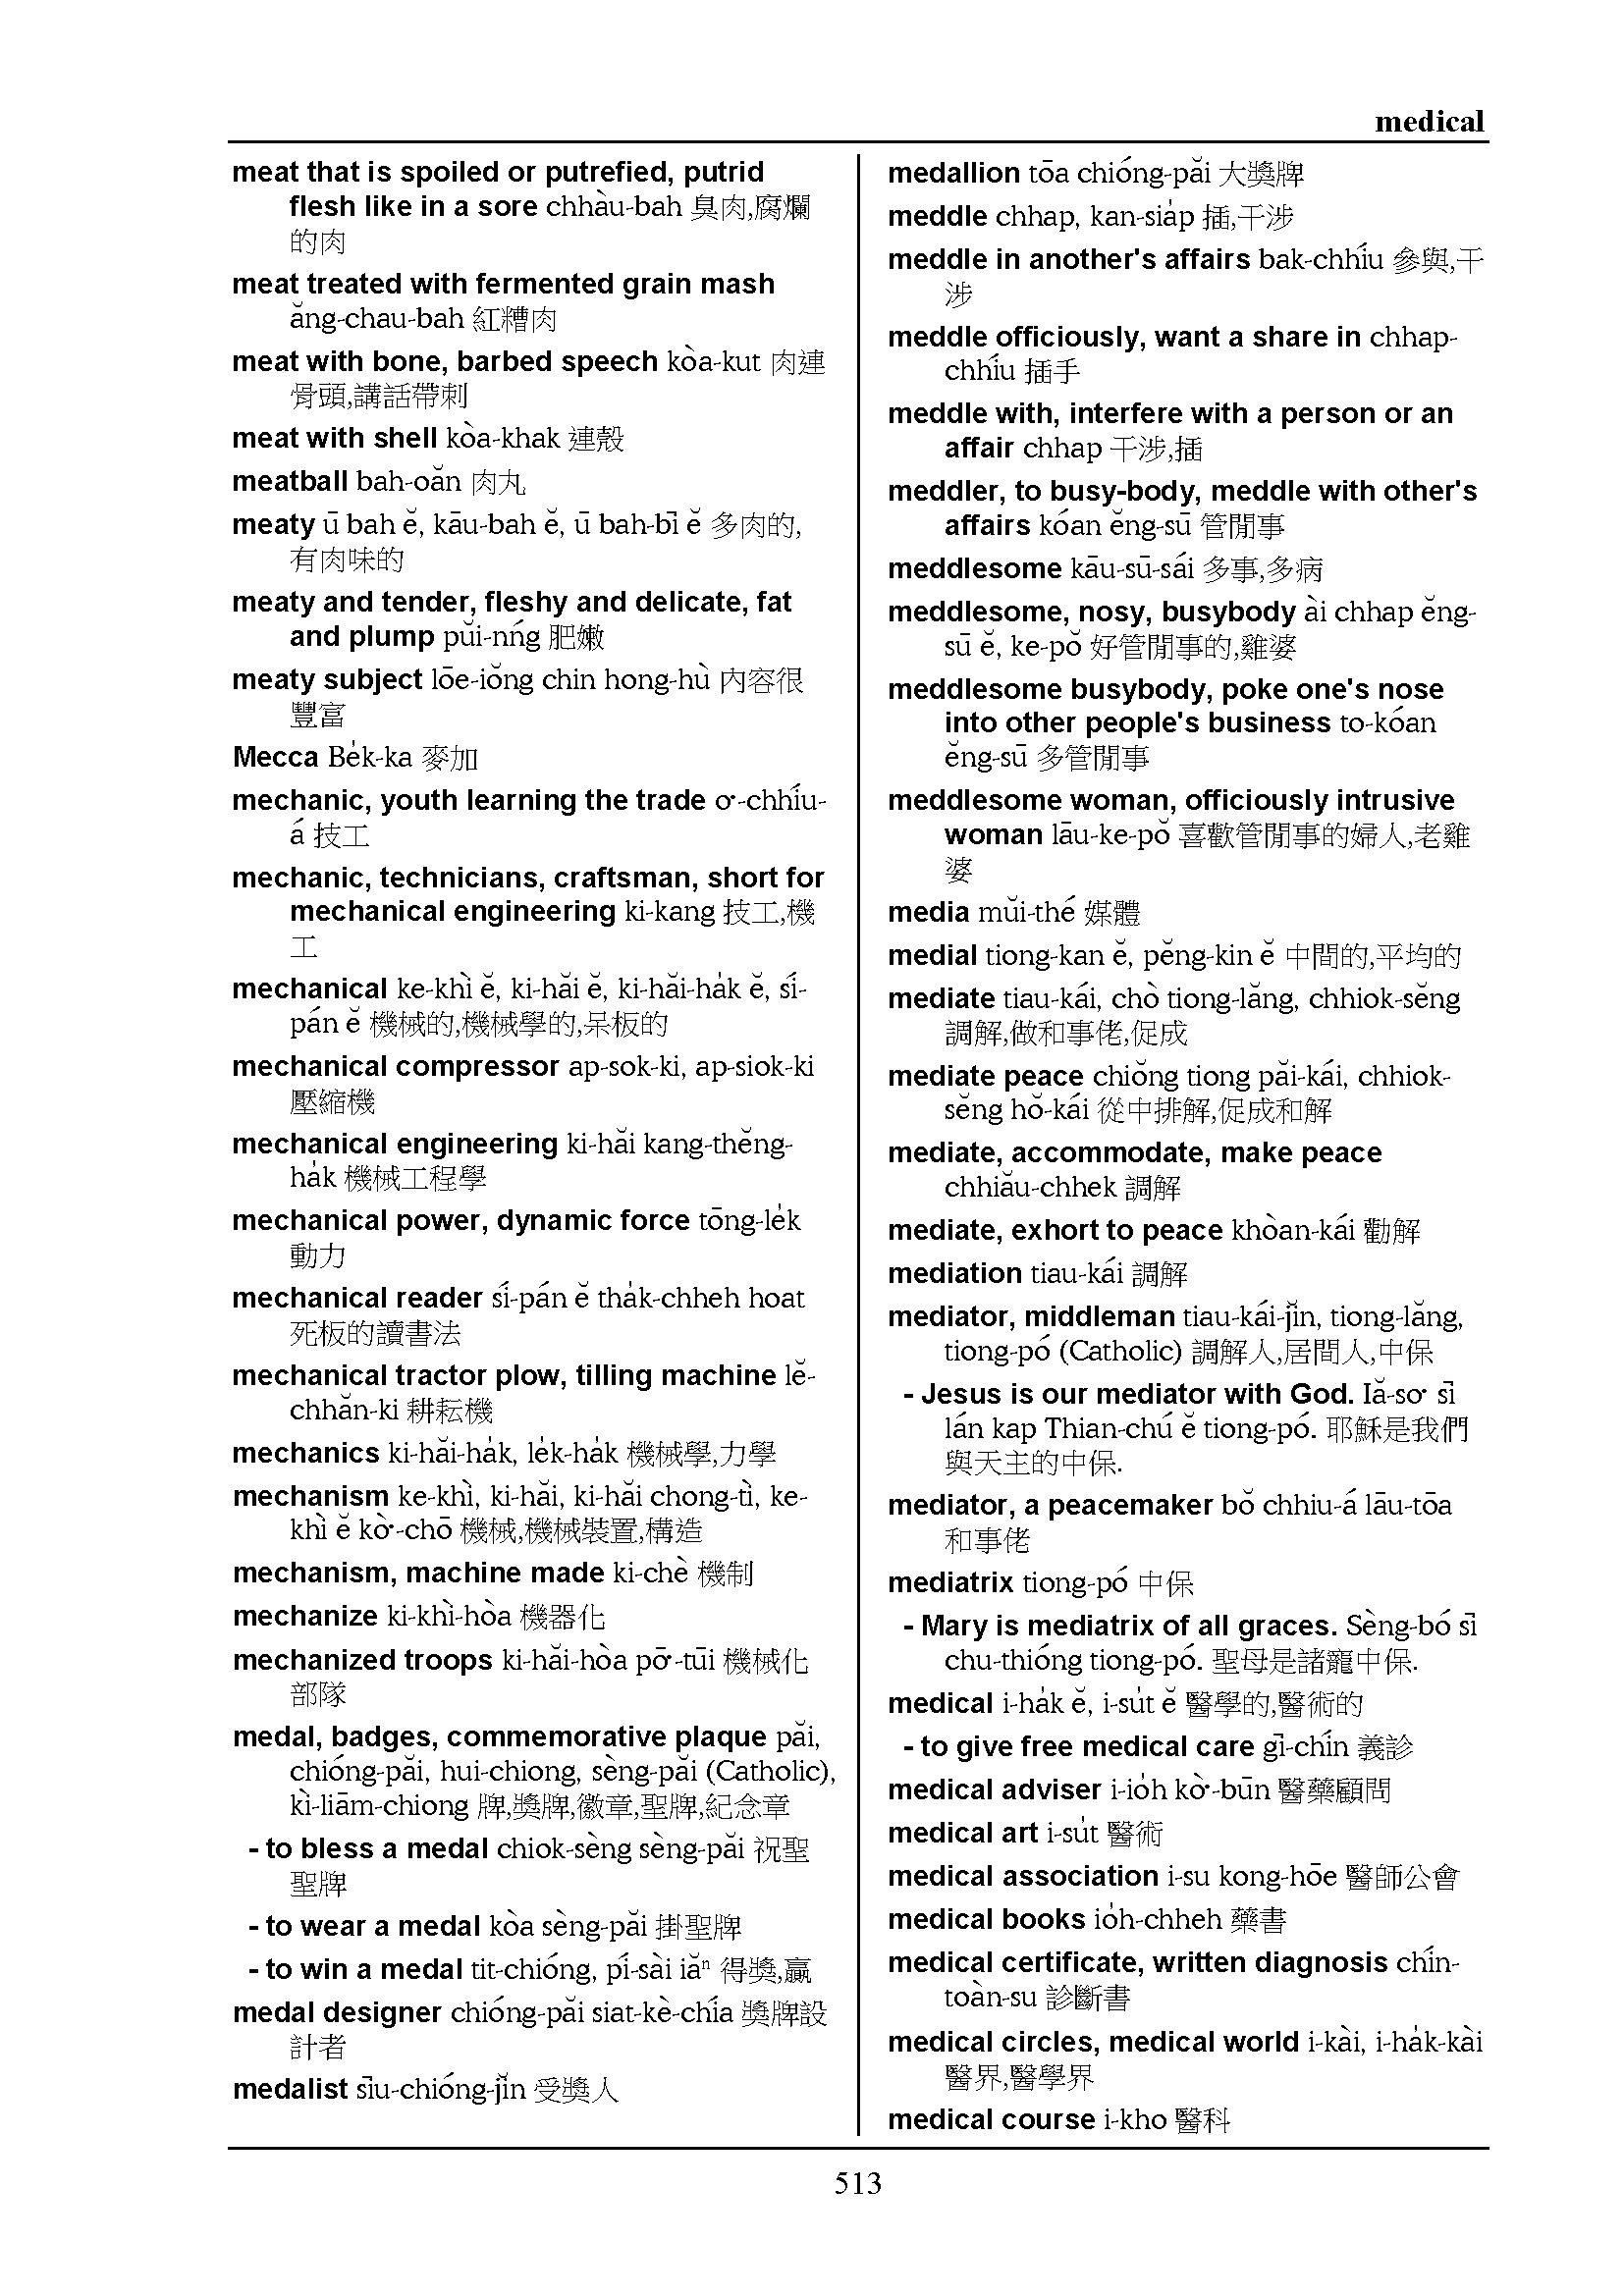 medical
meat that is spoiled or putrefied, putrid
flesh like in a sore chhàu-bah 臭肉,腐爛
的肉
meat treated with fermented grain mash
ăng-chau-bah 紅糟肉
meat with bone, barbed speech kòa-kut 肉連
骨頭,講話帶刺
meat with shell kòa-khak 連殼
meatball bah-oăn 肉丸
meaty ū bah ĕ, kāu-bah ĕ, ū bah-bī ĕ 多肉的,
有肉味的
meaty and tender, fleshy and delicate, fat
and plump pŭi-nńg 肥嫩
meaty subject lōe-iŏng chin hong-hù 内容很
豐富
Mecca Be̍k-ka 麥加
mechanic, youth learning the trade o͘-chhíu-
á 技工
mechanic, technicians, craftsman, short for
mechanical engineering ki-kang 技工,機
工
mechanical ke-khì ĕ, ki-hăi ĕ, ki-hăi-ha̍k ĕ, sí-
pán ĕ 機械的,機械學的,呆板的
mechanical compressor ap-sok-ki, ap-siok-ki
壓縮機
mechanical engineering ki-hăi kang-thĕng-
ha̍k 機械工程學
mechanical power, dynamic force tōng-le̍k
動力
mechanical reader sí-pán ĕ tha̍k-chheh hoat
死板的讀書法
mechanical tractor plow, tilling machine lĕ-
chhăn-ki 耕耘機
mechanics ki-hăi-ha̍k, le̍k-ha̍k 機械學,力學
mechanism ke-khì, ki-hăi, ki-hăi chong-tì, ke-
khì ĕ kò͘-chō 機械,機械裝置,構造
mechanism, machine made ki-chè 機制
mechanize ki-khì-hòa 機器化
mechanized troops ki-hăi-hòa pō͘-tūi 機械化
部隊
medal, badges, commemorative plaque păi,
chióng-păi, hui-chiong, sèng-păi (Catholic),
kì-liām-chiong 牌,獎牌,徽章,聖牌,紀念章
- to bless a medal chiok-sèng sèng-păi 祝聖
聖牌
- to wear a medal kòa sèng-păi 掛聖牌
- to win a medal tit-chióng, pí-sài iăⁿ 得獎,贏
medal designer chióng-păi siat-kè-chía 獎牌設
計者
medalist sīu-chióng-jĭn 受獎人
medallion tōa chióng-păi 大獎牌
meddle chhap, kan-sia̍p 插,干涉
meddle in another's affairs bak-chhíu 參與,干
涉
meddle officiously, want a share in chhap-
chhíu 插手
meddle with, interfere with a person or an
affair chhap 干涉,插
meddler, to busy-body, meddle with other's
affairs kóan ĕng-sū 管閒事
meddlesome kāu-sū-sái 多事,多病
meddlesome, nosy, busybody ài chhap ĕng-
sū ĕ, ke-pŏ 好管閒事的,雞婆
meddlesome busybody, poke one's nose
into other people's business to-kóan
ĕng-sū 多管閒事
meddlesome woman, officiously intrusive
woman lāu-ke-pŏ 喜歡管閒事的婦人,老雞
婆
media mŭi-thé 媒體
medial tiong-kan ĕ, pĕng-kin ĕ 中間的,平均的
mediate tiau-kái, chò tiong-lăng, chhiok-sĕng
調解,做和事佬,促成
mediate peace chiŏng tiong păi-kái, chhiok-
sĕng hŏ-kái 從中排解,促成和解
mediate, accommodate, make peace
chhiău-chhek 調解
mediate, exhort to peace khòan-kái 勸解
mediation tiau-kái 調解
mediator, middleman tiau-kái-jĭn, tiong-lăng,
tiong-pó (Catholic) 調解人,居間人,中保
- Jesus is our mediator with God. Iă-so͘ sī
lán kap Thian-chú ĕ tiong-pó. 耶穌是我們
與天主的中保.
mediator, a peacemaker bŏ chhiu-á lāu-tōa
和事佬
mediatrix tiong-pó 中保
- Mary is mediatrix of all graces. Sèng-bó sī
chu-thióng tiong-pó. 聖母是諸寵中保.
medical i-ha̍k ĕ, i-su̍t ĕ 醫學的,醫術的
- to give free medical care gī-chín 義診
medical adviser i-io̍h kò͘-būn 醫藥顧問
medical art i-su̍t 醫術
medical association i-su kong-hōe 醫師公會
medical books io̍h-chheh 藥書
medical certificate, written diagnosis chín-
toàn-su 診斷書
medical circles, medical world i-kài, i-ha̍k-kài
醫界,醫學界
medical course i-kho 醫科
513